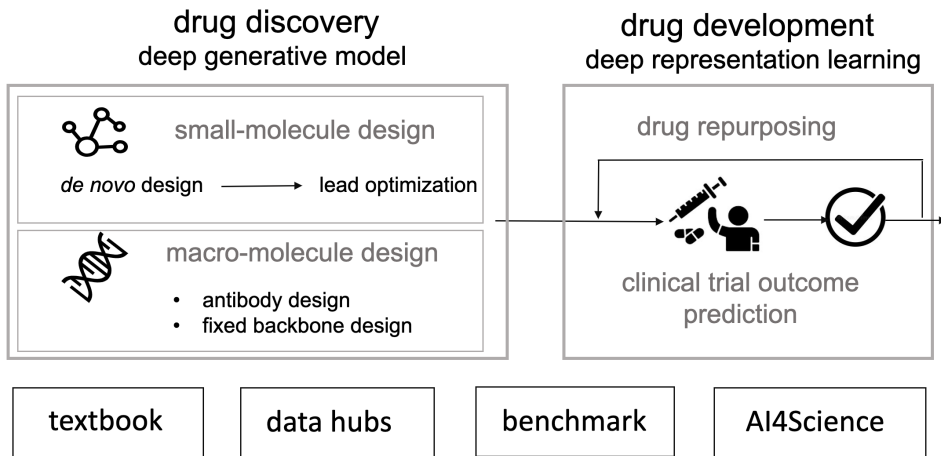 drug discovery
deep generative model
small-molecule design
de novo design
lead optimization
macro-molecule design
• antibody design
• fixed backbone design
drug development
deep representation learning
drug repurposing
clinical trial outcome
prediction
textbook
data hubs
benchmark
AI4Science